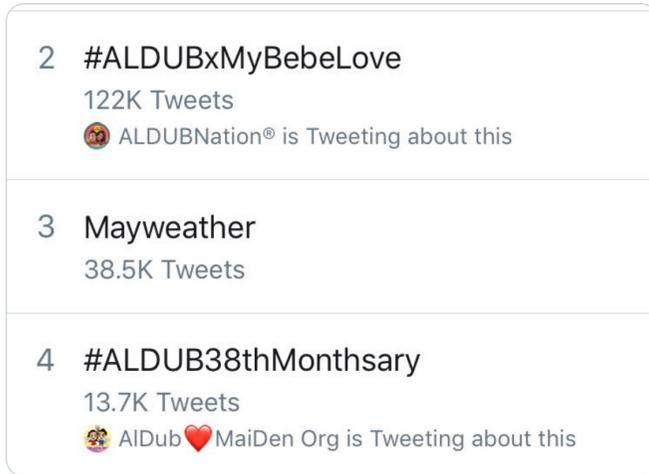 2 #ALDUBxMyBebeLove
122K Tweets
ALDUBNation® is Tweeting about this
3 Mayweather
38.5K Tweets
4 #ALDUB38thMonthsary
13.7K Tweets
AlDub❤️MaiDen Org is Tweeting about this